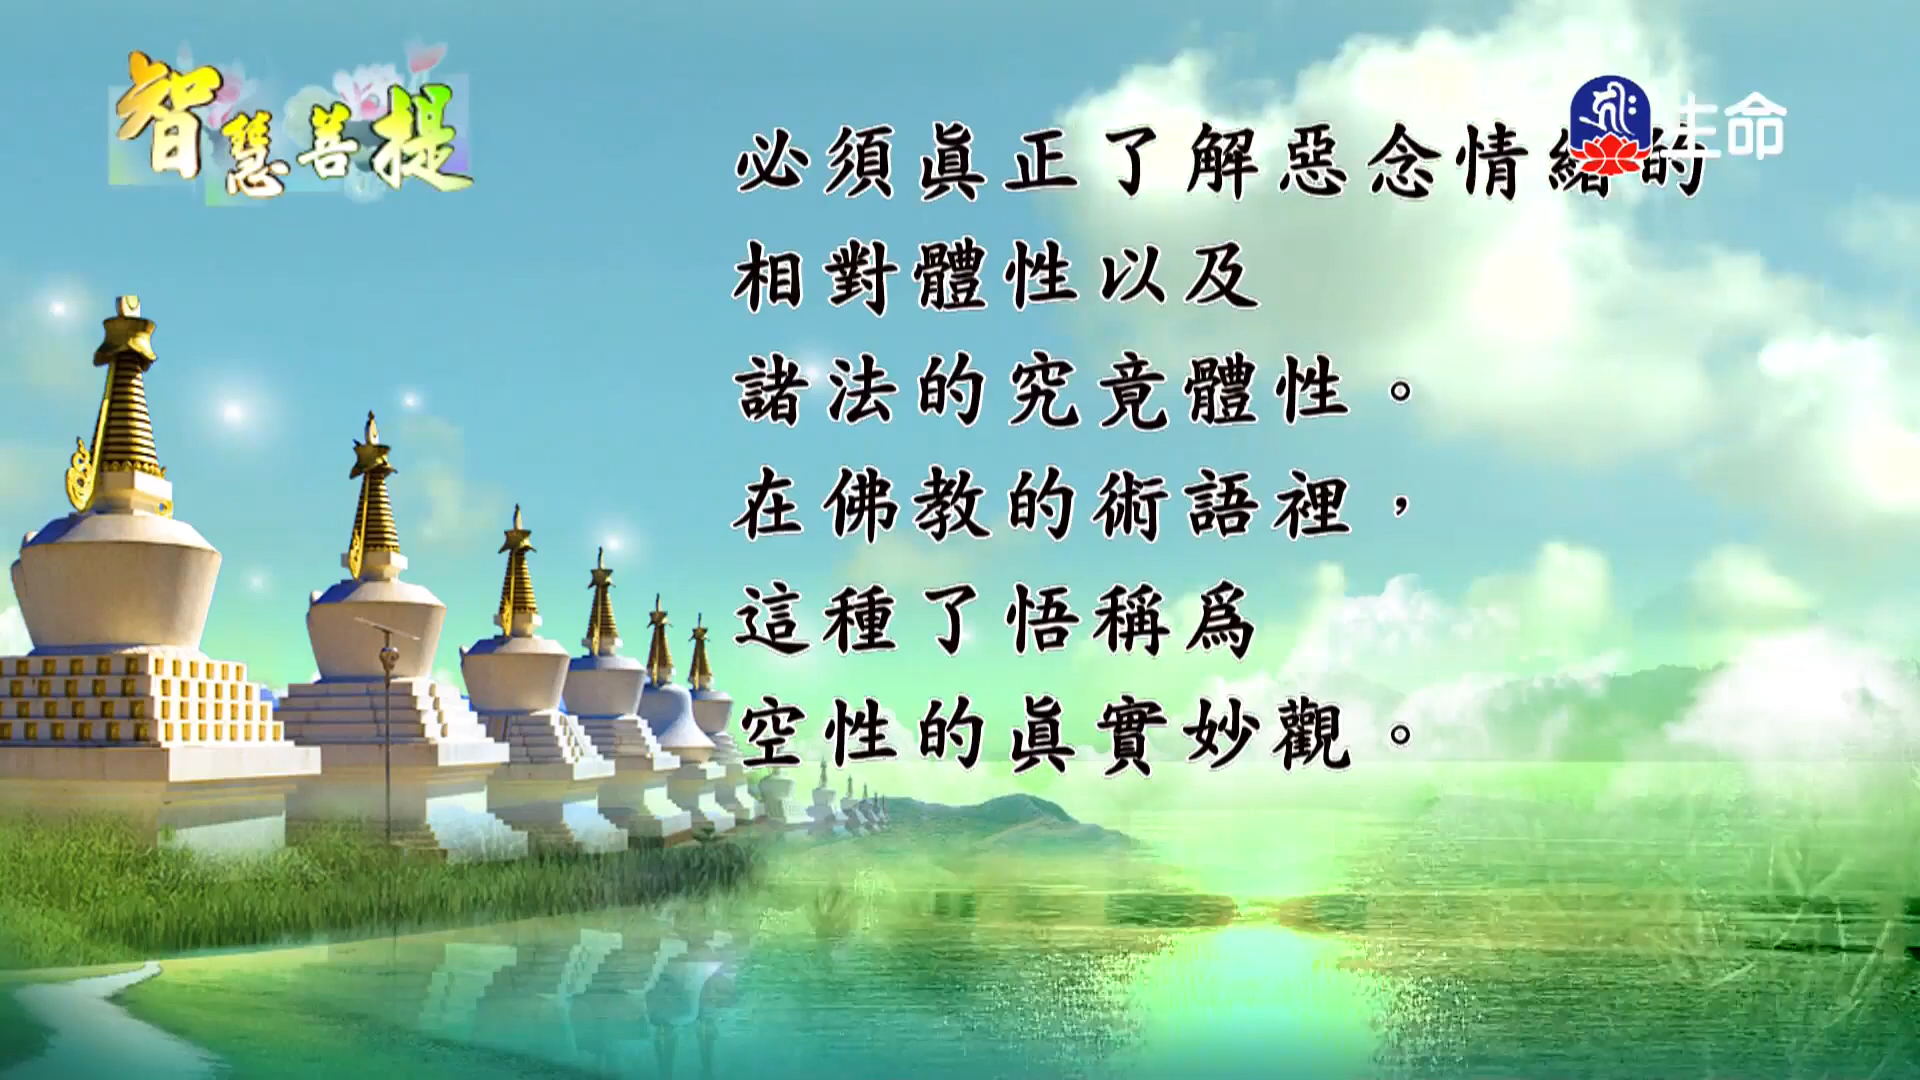 智慧菩提
生命
必須眞正了解惡念情緒的
相對體性以及
諸法的究竟體性。
在佛教的術語裡，
這種了悟稱爲
空性的眞實妙觀。